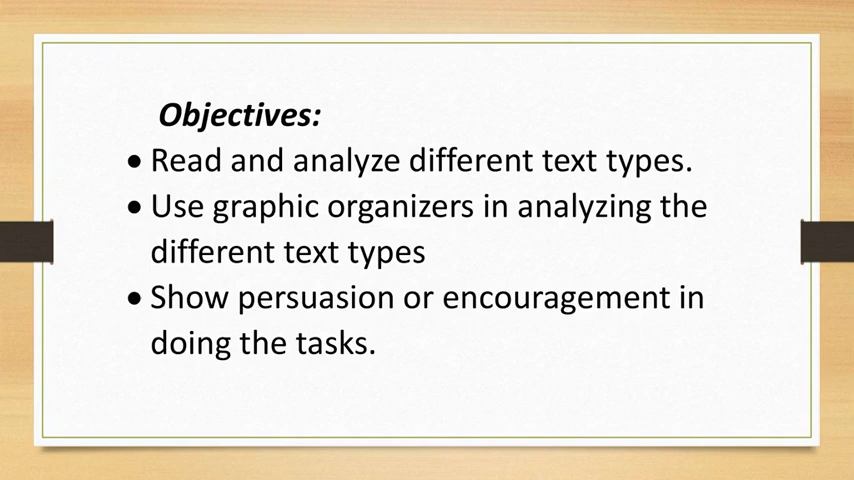 Objectives:
• Read and analyze different text types.
• Use graphic organizers in analyzing the
different text types
• Show persuasion or encouragement in
doing the tasks.